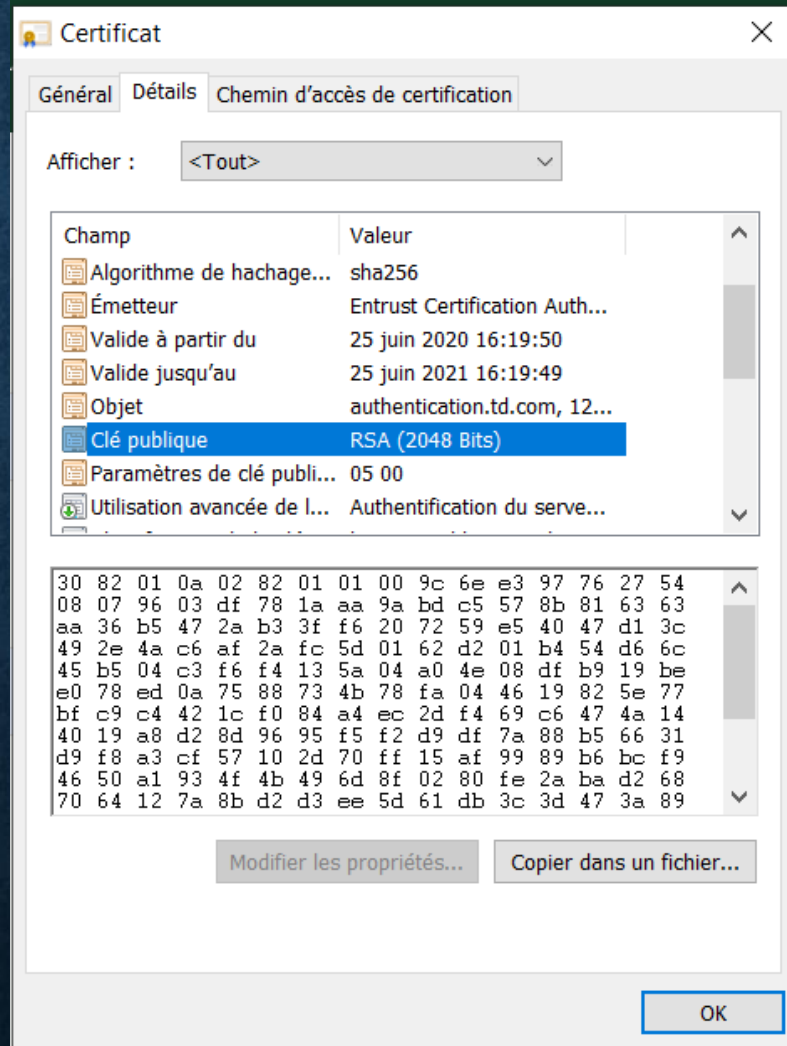 Certificat
Général Détails Chemin d'accès de certification
Afficher : <Tout>
Champ Valeur
Algorithme de hachage... sha256
Émetteur Entrust Certification Auth...
Valide à partir du 25 juin 2020 16:19:50
Valide jusqu'au 25 juin 2021 16:19:49
Objet authentication.td.com, 12...
Clé publique RSA (2048 Bits)
Paramètres de clé publi... 05 00
Utilisation avancée de l... Authentification du serve...
30 82 01 0a 02 82 01 01 00 9c 6e e3 97 76 27 54
08 07 96 03 df 78 1a aa 9a bd c5 57 8b 81 63 63
aa 36 b5 47 2a b3 3f f6 20 72 59 e5 40 47 d1 3c
49 2e 4a c6 af 2a fc 5d 01 62 d2 01 b4 54 d6 6c
45 b5 04 c3 f6 f4 13 5a 04 a0 4e 08 df b9 19 be
e0 78 ed 0a 75 88 73 4b 78 fa 04 46 19 82 5e 77
bf c9 c4 42 1c f0 84 a4 ec 2d f4 69 c6 47 4a 14
40 19 a8 d2 8d 96 95 f5 f2 d9 df 7a 88 b5 66 31
d9 f8 a3 cf 57 10 2d 70 ff 15 af 99 89 b6 bc f9
46 50 a1 93 4f 4b 49 6d 8f 02 80 fe 2a ba d2 68
70 64 12 7a 8b d2 d3 ee 5d 61 db 3c 3d 47 3a 89
Modifier les propriétés... Copier dans un fichier...
OK